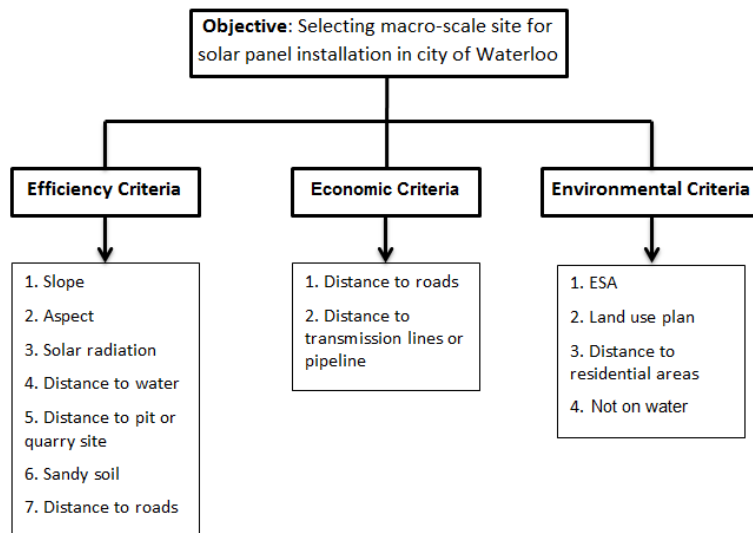 Objective: Selecting macro-scale site for
solar panel installation in city of Waterloo
Efficiency Criteria
Economic Criteria
Environmental Criteria
1. Slope
2. Aspect
3. Solar radiation
4. Distance to water
5. Distance to pit or
quarry site
6. Sandy soil
7. Distance to roads
1. Distance to roads
2. Distance to
transmission lines or
pipeline
1. ESA
2. Land use plan
3. Distance to
residential areas
4. Not on water